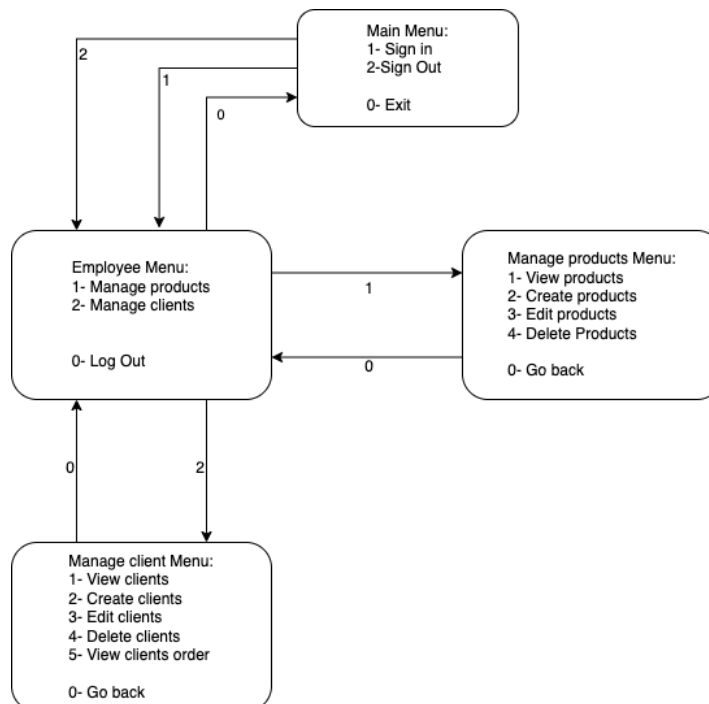 Main Menu:
1- Sign in
2-Sign Out
0- Exit
2
1
0
Employee Menu:
1- Manage products
2- Manage clients
0- Log Out
1
0
Manage products Menu:
1- View products
2- Create products
3- Edit products
4- Delete Products
0- Go back
0
2
Manage client Menu:
1- View clients
2- Create clients
3- Edit clients
4- Delete clients
5- View clients order
0- Go back